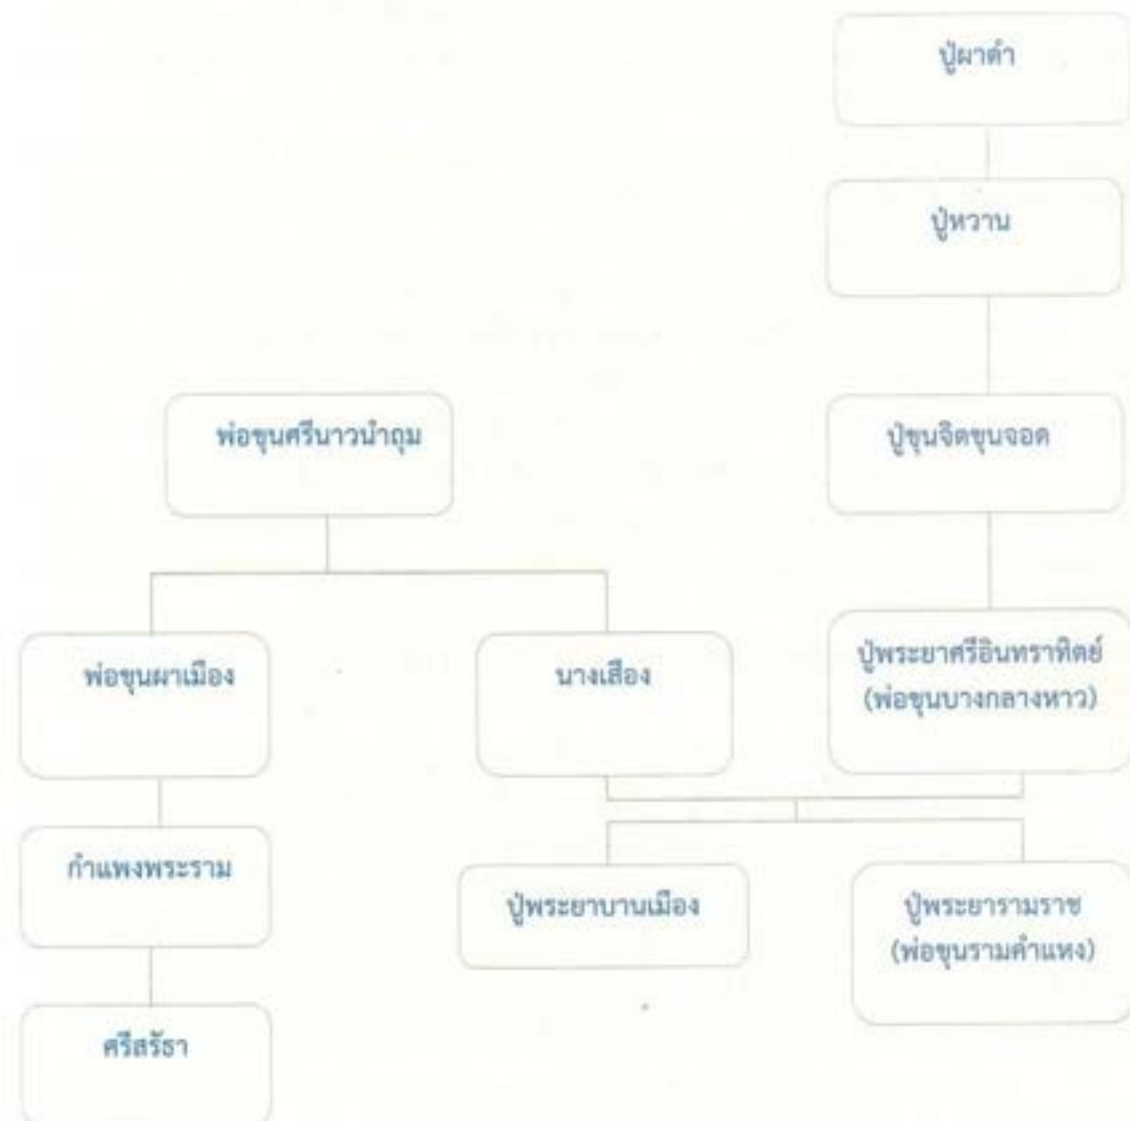 ปู่ผาดำ
ปู่หวาน
พ่อขุนศรีนาวนำถุม
ปู่ขุนจิดขุนจอด
พ่อขุนผาเมือง
นางเสือง
ปู่พระยาศรีอินทราทิตย์
(พ่อขุนบางกลางหาว)
กำแพงพระราม
ปู่พระยาบานเมือง
ปู่พระยารามราช
(พ่อขุนรามคำแหง)
ศรีสรัธา